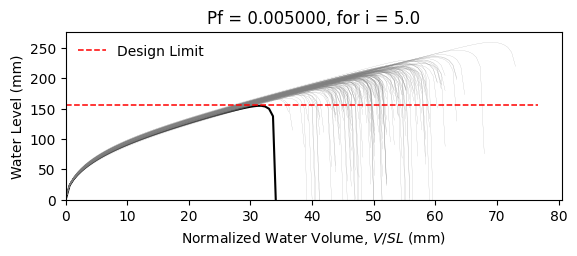 Pf = 0.005000, for i = 5.0
Water Level (mm)
250
200
150
100
50
0
Design Limit
0 10 20 30 40 50 60 70 80
Normalized Water Volume, V/SL (mm)